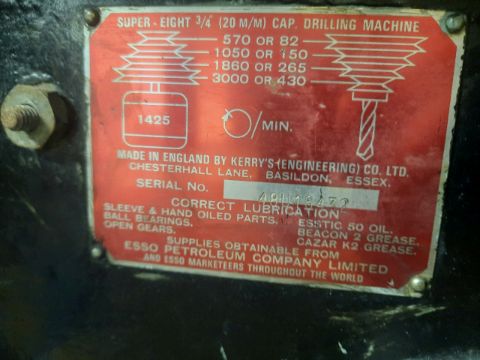 SUPER-EIGHT 3/4" (20 M/M) CAP. DRILLING MACHINE
570 OR 82
1050 OR 150
1860 OR 265
3000 OR 430
1425
/MIN.
MADE IN ENGLAND BY KERRY'S (ENGINEERING) CO. LTD.
CHESTERHALL LANE, BASILDON, ESSEX.
SERIAL No.
CORRECT LUBRICATION
SLEEVE & HAND OILED PARTS. ESSTIC 50 OIL.
BALL BEARINGS. BEACON 2 GREASE.
OPEN GEARS. CAZAR K2 GREASE.
SUPPLIES OBTAINABLE FROM
ESSO PETROLEUM COMPANY LIMITED
AND ESSO MARKETEERS THROUGHOUT THE WORLD